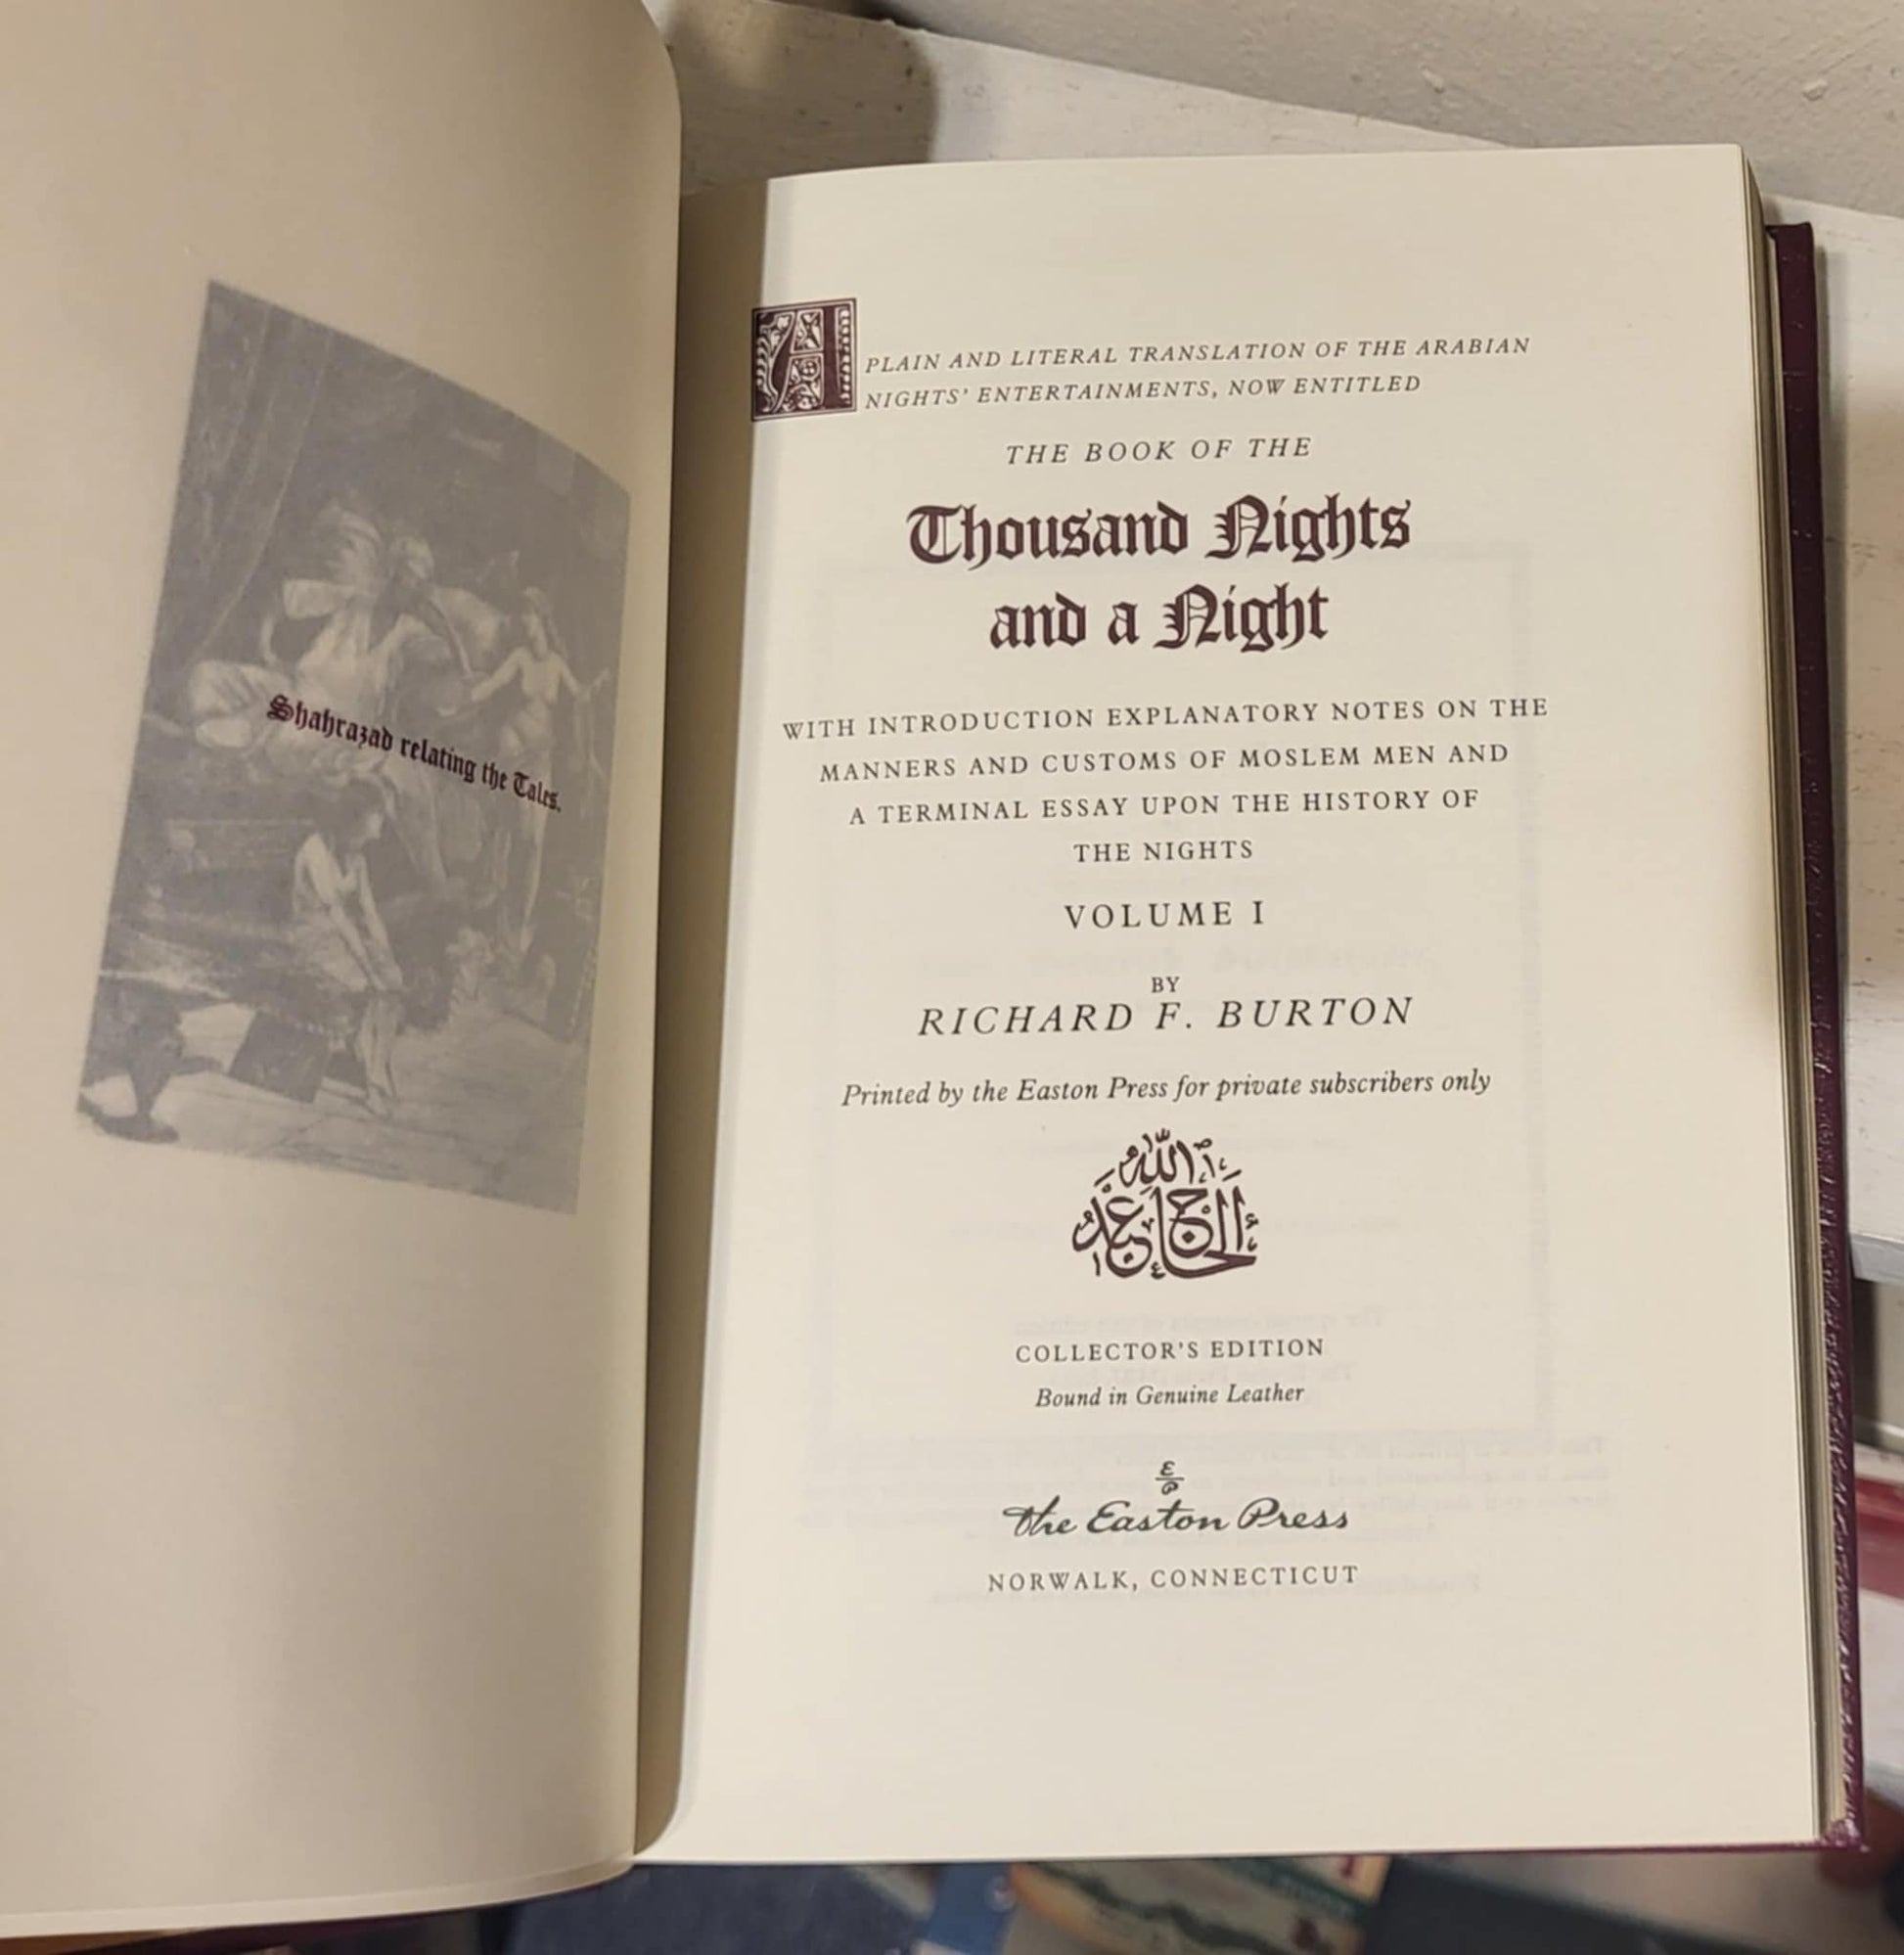 Shahrazad relating the Tales.
A PLAIN AND LITERAL TRANSLATION OF THE ARABIAN
NIGHTS' ENTERTAINMENTS, NOW ENTITLED
THE BOOK OF THE
Thousand Nights
and a Night
WITH INTRODUCTION EXPLANATORY NOTES ON THE
MANNERS AND CUSTOMS OF MOSLEM MEN AND
A TERMINAL ESSAY UPON THE HISTORY OF
THE NIGHTS
VOLUME I
BY
RICHARD F. BURTON
Printed by the Easton Press for private subscribers only
الله
الحاج عبد
COLLECTOR'S EDITION
Bound in Genuine Leather
E
P
The Easton Press
NORWALK, CONNECTICUT